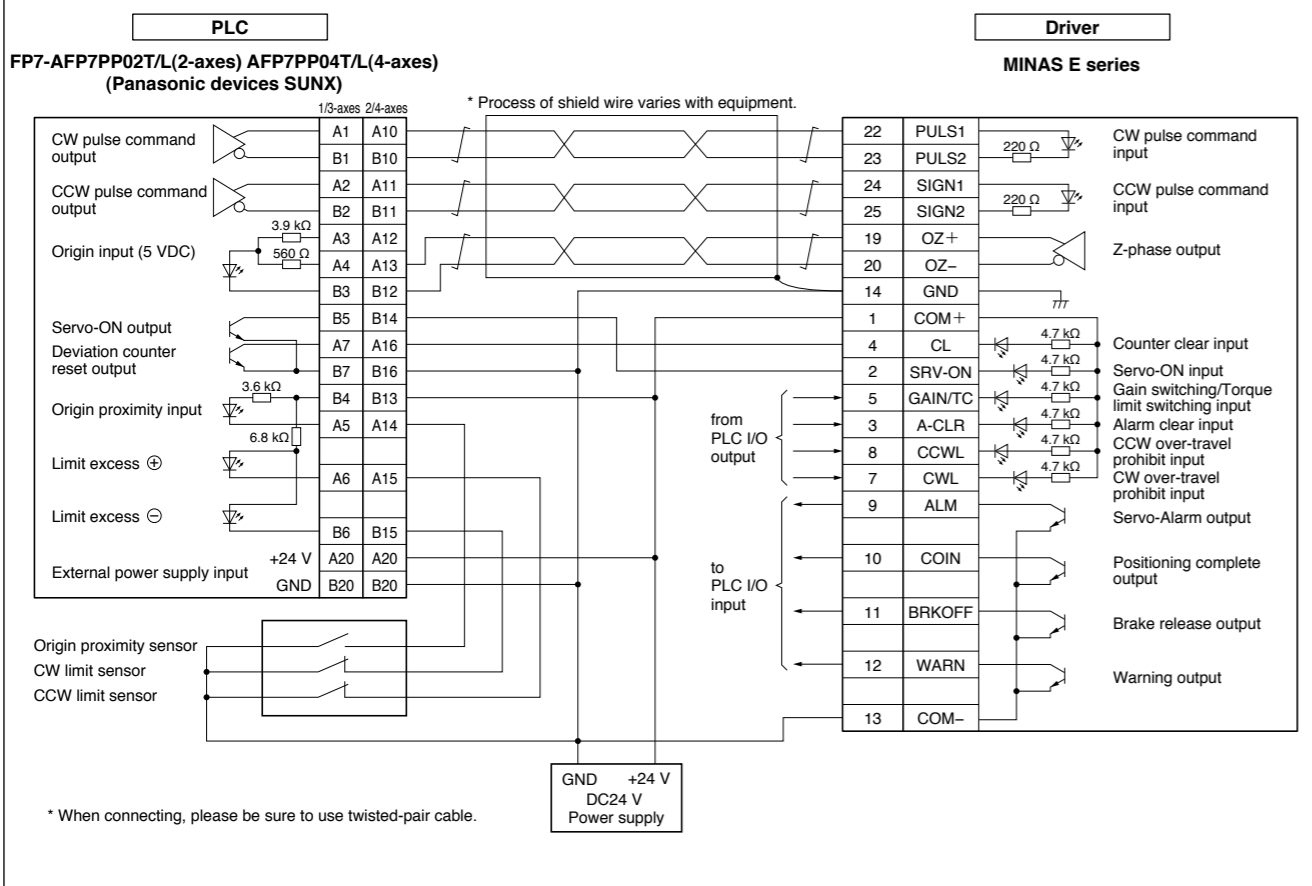 PLC
Driver
FP7-AFP7PP02T/L(2-axes) AFP7PP04T/L(4-axes)
(Panasonic devices SUNX)
MINAS E series
1/3-axes 2/4-axes
* Process of shield wire varies with equipment.
CW pulse command
output
A1 A10
B1 B10
CCW pulse command
output
A2 A11
B2 B11
Origin input (5 VDC)
3.9 kΩ
560 Ω
A3 A12
A4 A13
B3 B12
Servo-ON output
B5 B14
Deviation counter
reset output
A7 A16
B7 B16
Origin proximity input
3.6 kΩ
B4 B13
A5 A14
6.8 kΩ
Limit excess ⊕
A6 A15
Limit excess ⊖
B6 B15
External power supply input
+24 V A20 A20
GND B20 B20
Origin proximity sensor
CW limit sensor
CCW limit sensor
22 PULS1
23 PULS2
220 Ω
CW pulse command
input
24 SIGN1
25 SIGN2
220 Ω
CCW pulse command
input
19 OZ+
20 OZ−
Z-phase output
14 GND
1 COM+
4 CL
4.7 kΩ
Counter clear input
2 SRV-ON
4.7 kΩ
Servo-ON input
5 GAIN/TC
4.7 kΩ
Gain switching/Torque
limit switching input
3 A-CLR
4.7 kΩ
Alarm clear input
8 CCWL
4.7 kΩ
CCW over-travel
prohibit input
7 CWL
4.7 kΩ
CW over-travel
prohibit input
from
PLC I/O
output
9 ALM
Servo-Alarm output
10 COIN
Positioning complete
output
to
PLC I/O
input
11 BRKOFF
Brake release output
12 WARN
Warning output
13 COM−
GND +24 V
DC24 V
Power supply
* When connecting, please be sure to use twisted-pair cable.